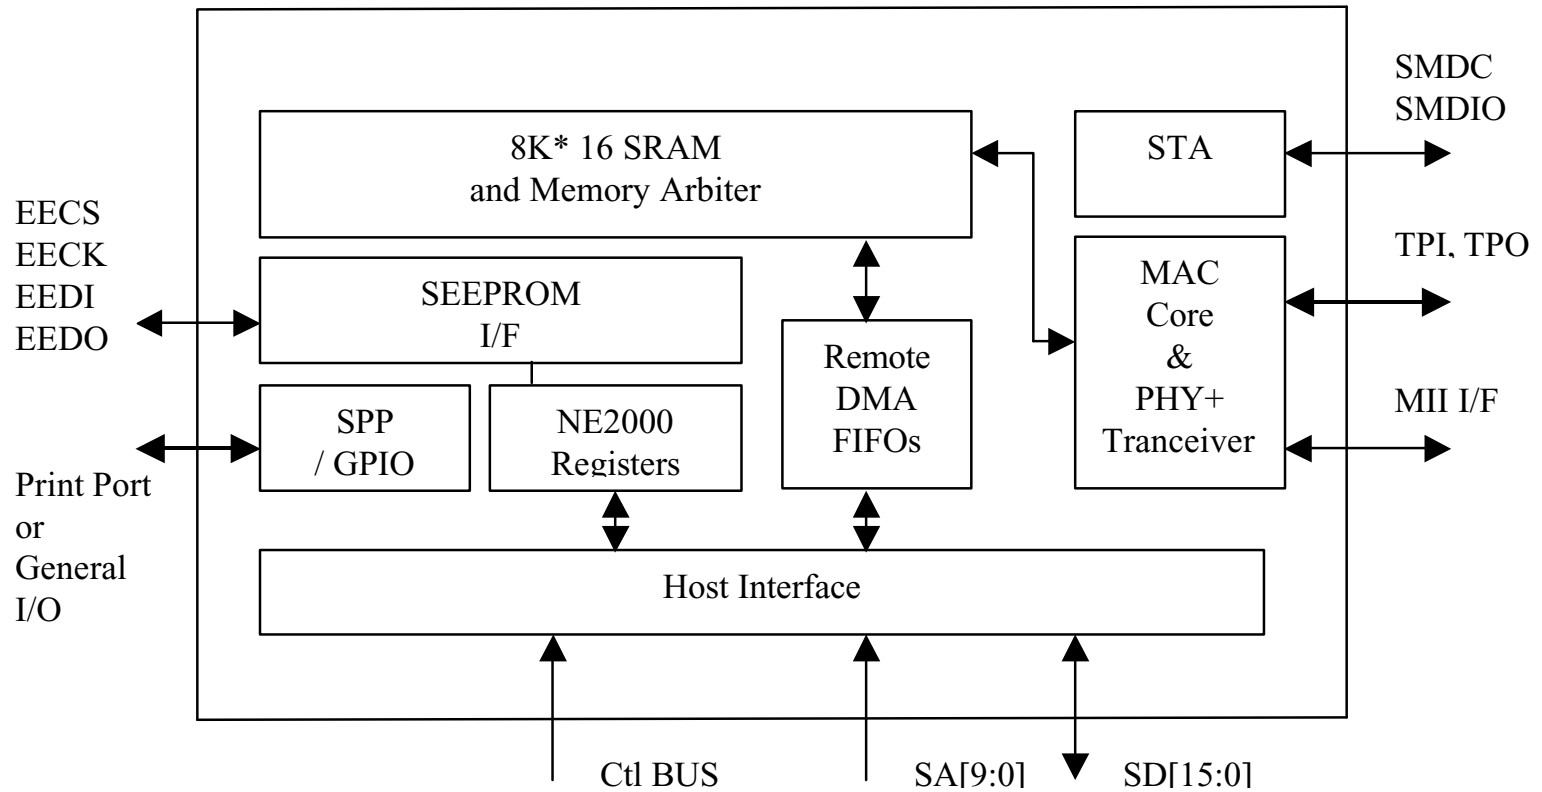 SMDC
SMDIO
8K* 16 SRAM
and Memory Arbiter
STA
EECS
EECK
EEDI
EEDO
SEEPROM
I/F
TPI, TPO
MAC
Core
&
PHY+
Tranceiver
Remote
DMA
FIFOs
SPP
/ GPIO
NE2000
Registers
MII I/F
Print Port
or
General
I/O
Host Interface
Ctl BUS
SA[9:0]
SD[15:0]